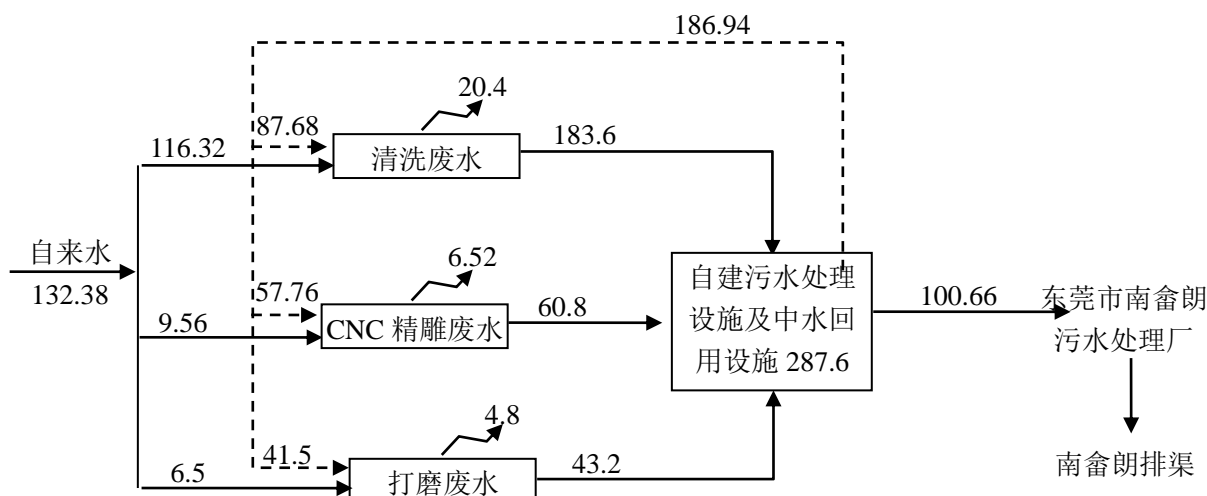 186.94
20.4
87.68
116.32
清洗废水
183.6
自来水
132.38
6.52
57.76
9.56
CNC 精雕废水
60.8
自建污水处理
设施及中水回
用设施 287.6
100.66
东莞市南畲朗
污水处理厂
4.8
41.5
6.5
打磨废水
43.2
南畲朗排渠